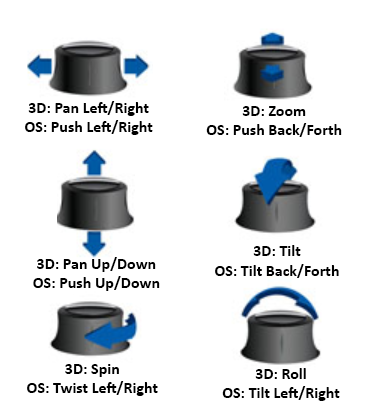 3D: Pan Left/Right
OS: Push Left/Right
3D: Zoom
OS: Push Back/Forth
3D: Pan Up/Down
OS: Push Up/Down
3D: Tilt
OS: Tilt Back/Forth
3D: Spin
OS: Twist Left/Right
3D: Roll
OS: Tilt Left/Right